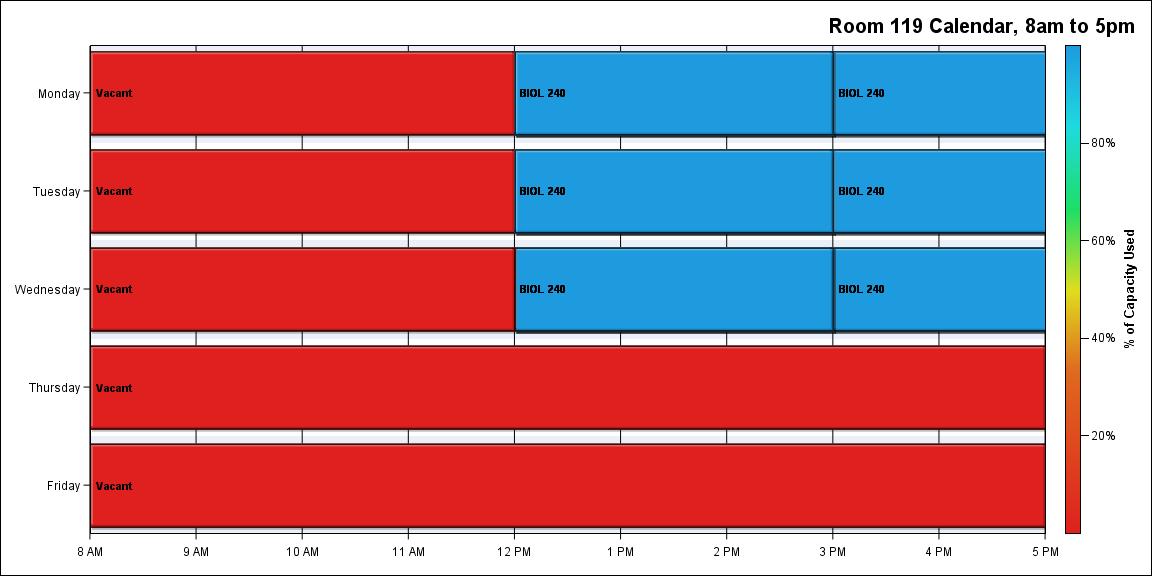 Room 119 Calendar, 8am to 5pm
Monday
Vacant
BIOL 240
BIOL 240
Tuesday
Vacant
BIOL 240
BIOL 240
Wednesday
Vacant
BIOL 240
BIOL 240
Thursday
Vacant
Friday
Vacant
8 AM
9 AM
10 AM
11 AM
12 PM
1 PM
2 PM
3 PM
4 PM
5 PM
80%
60%
40%
20%
% of Capacity Used